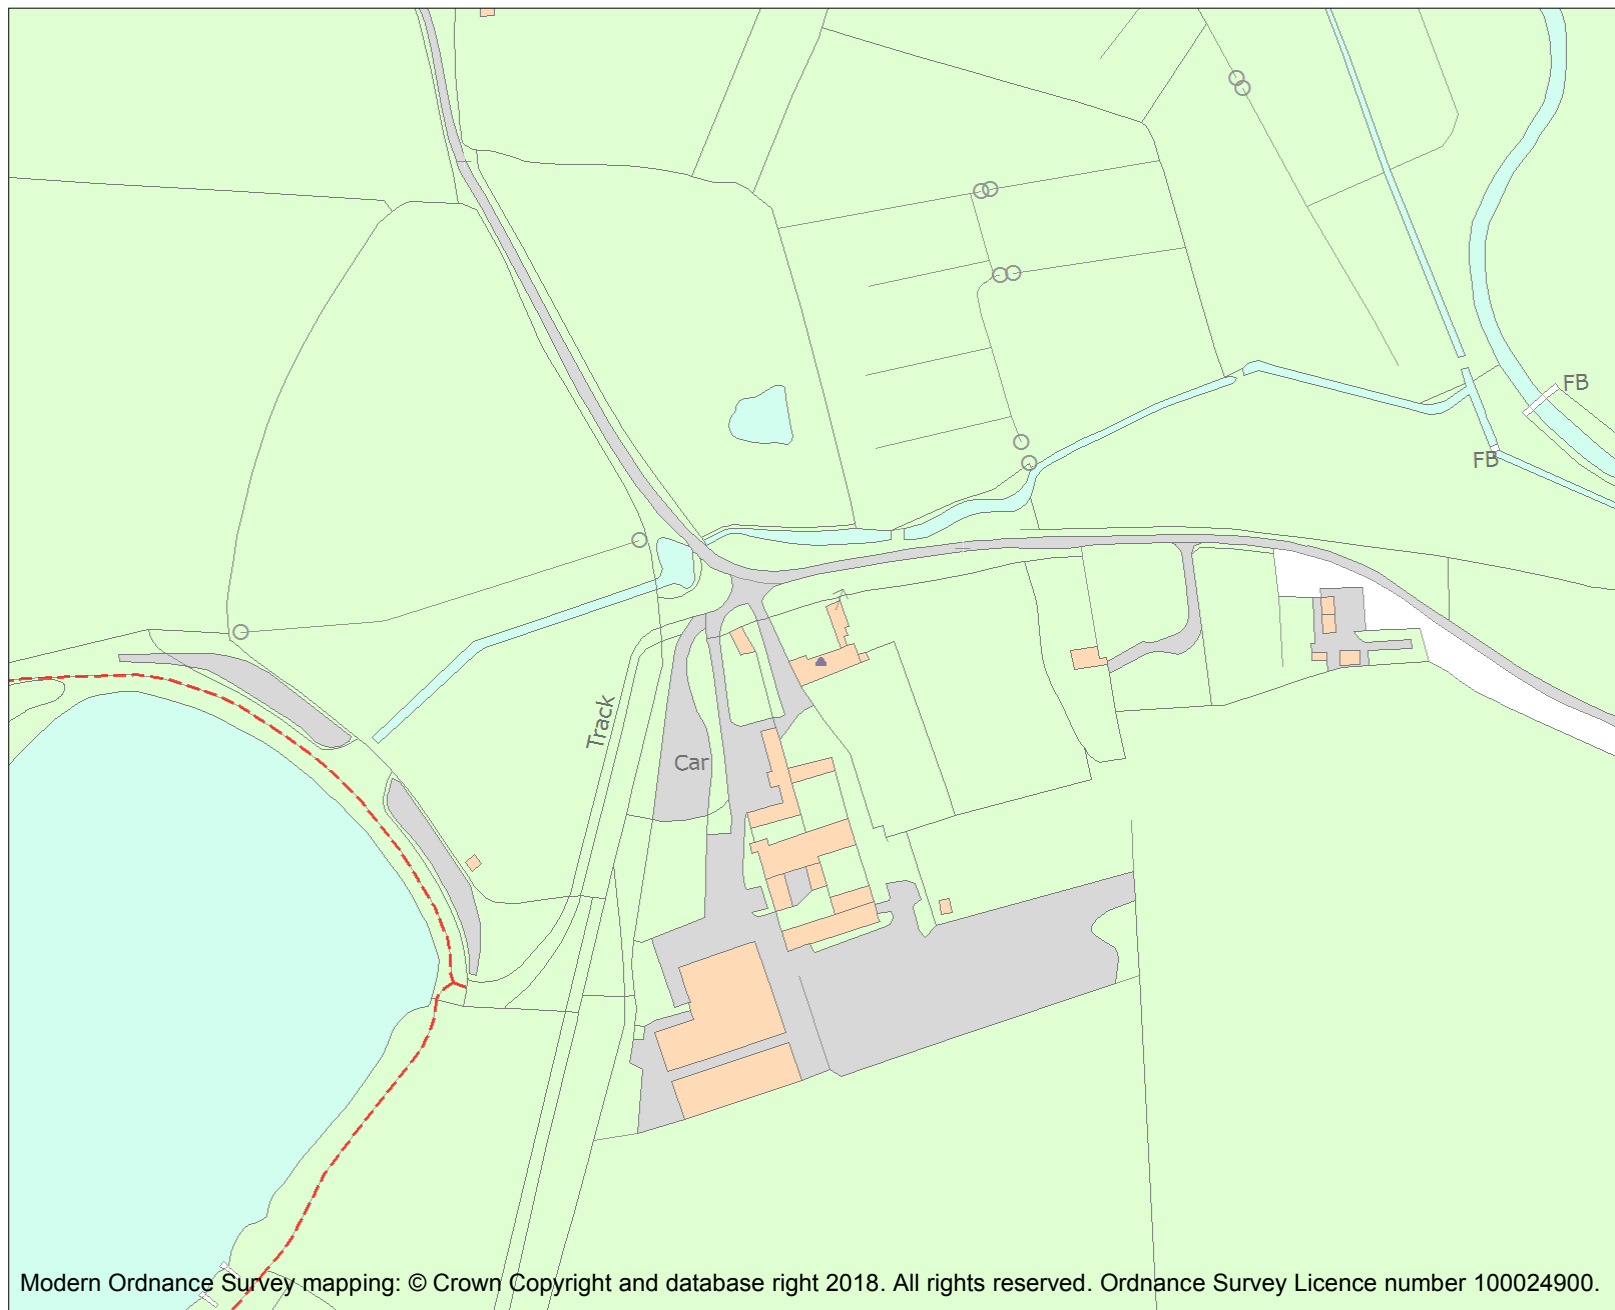 FB
FB
Track
Car
Modern Ordnance Survey mapping: © Crown Copyright and database right 2018. All rights reserved. Ordnance Survey Licence number 100024900.